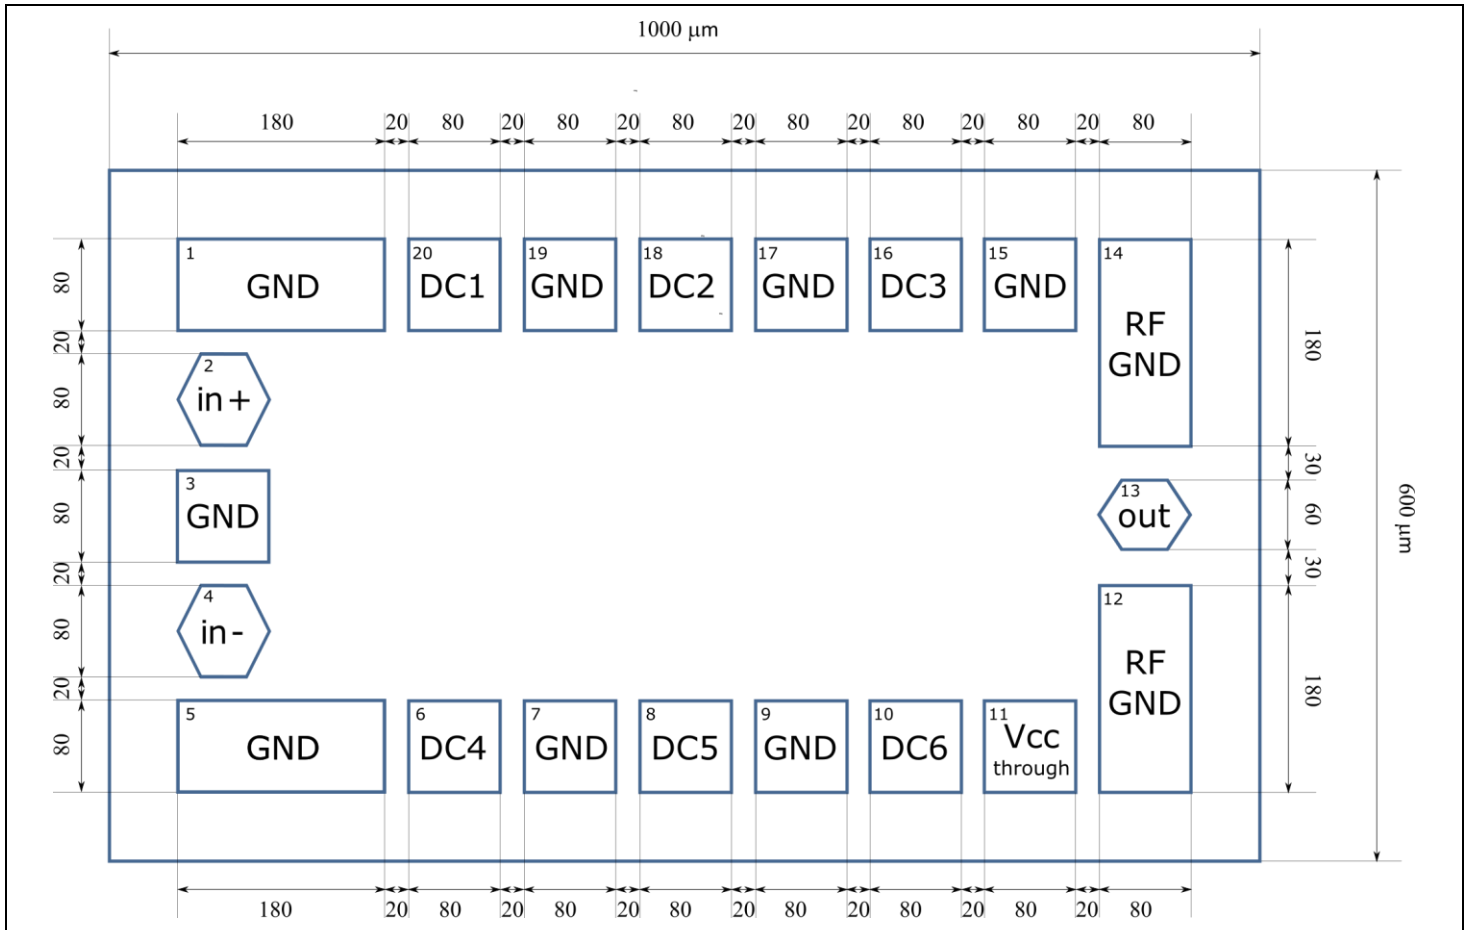 1000 µm
180 20 80 20 80 20 80 20 80 20 80 20 80 20 80
1 GND
20 DC1
19 GND
18 DC2
17 GND
16 DC3
15 GND
14
RF
GND
80
20
80
20
80
20
80
20
80
2
in+
3
GND
4
in-
180
30
60
30
180
600 µm
13
out
12
RF
GND
5
GND
6
DC4
7
GND
8
DC5
9
GND
10
DC6
11
Vcc
through
180 20 80 20 80 20 80 20 80 20 80 20 80 20 80